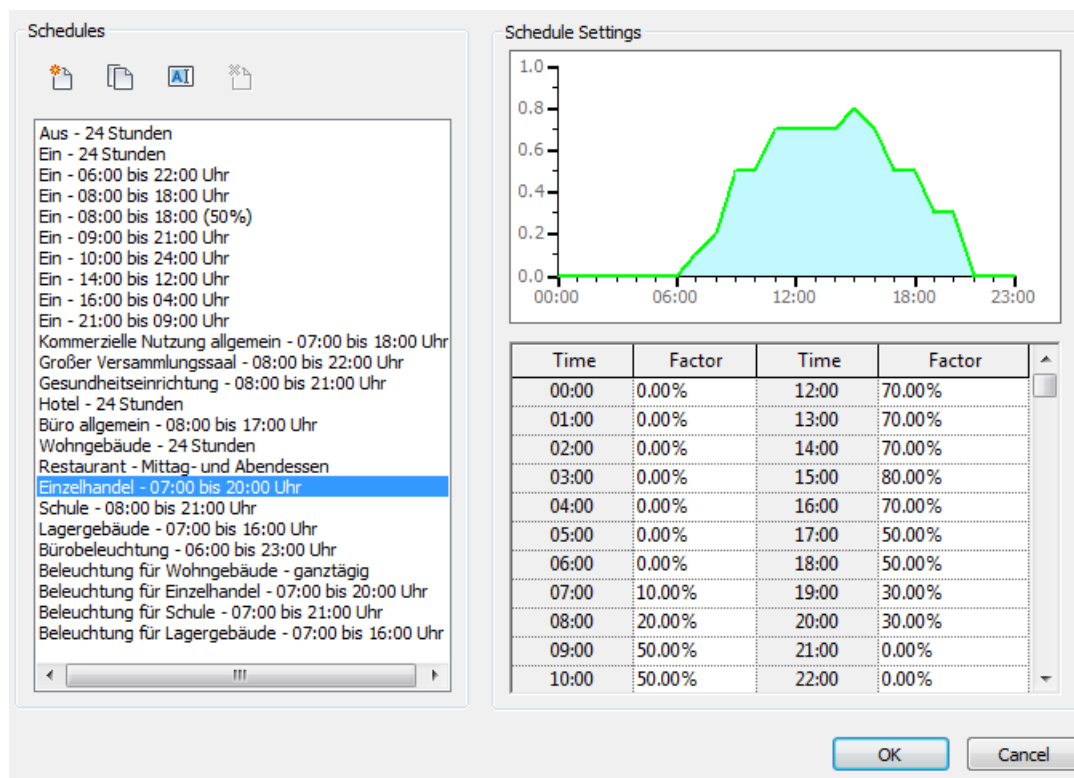 Schedules
Aus - 24 Stunden
Ein - 24 Stunden
Ein - 06:00 bis 22:00 Uhr
Ein - 08:00 bis 18:00 Uhr
Ein - 08:00 bis 18:00 (50%)
Ein - 09:00 bis 21:00 Uhr
Ein - 10:00 bis 24:00 Uhr
Ein - 14:00 bis 12:00 Uhr
Ein - 16:00 bis 04:00 Uhr
Ein - 21:00 bis 09:00 Uhr
Kommerzielle Nutzung allgemein - 07:00 bis 18:00 Uhr
Großer Versammlungssaal - 08:00 bis 22:00 Uhr
Gesundheitseinrichtung - 08:00 bis 21:00 Uhr
Hotel - 24 Stunden
Büro allgemein - 08:00 bis 17:00 Uhr
Wohngebäude - 24 Stunden
Restaurant - Mittag- und Abendessen
Einzelhandel - 07:00 bis 20:00 Uhr
Schule - 08:00 bis 21:00 Uhr
Lagergebäude - 07:00 bis 16:00 Uhr
Bürobeleuchtung - 06:00 bis 23:00 Uhr
Beleuchtung für Wohngebäude - ganztägig
Beleuchtung für Einzelhandel - 07:00 bis 20:00 Uhr
Beleuchtung für Schule - 07:00 bis 21:00 Uhr
Beleuchtung für Lagergebäude - 07:00 bis 16:00 Uhr
Schedule Settings
1.0
0.8
0.6
0.4
0.2
0.0
00:00 06:00 12:00 18:00 23:00
Time Factor Time Factor
00:00 0.00% 12:00 70.00%
01:00 0.00% 13:00 70.00%
02:00 0.00% 14:00 70.00%
03:00 0.00% 15:00 80.00%
04:00 0.00% 16:00 70.00%
05:00 0.00% 17:00 50.00%
06:00 0.00% 18:00 50.00%
07:00 10.00% 19:00 30.00%
08:00 20.00% 20:00 30.00%
09:00 50.00% 21:00 0.00%
10:00 50.00% 22:00 0.00%
OK Cancel